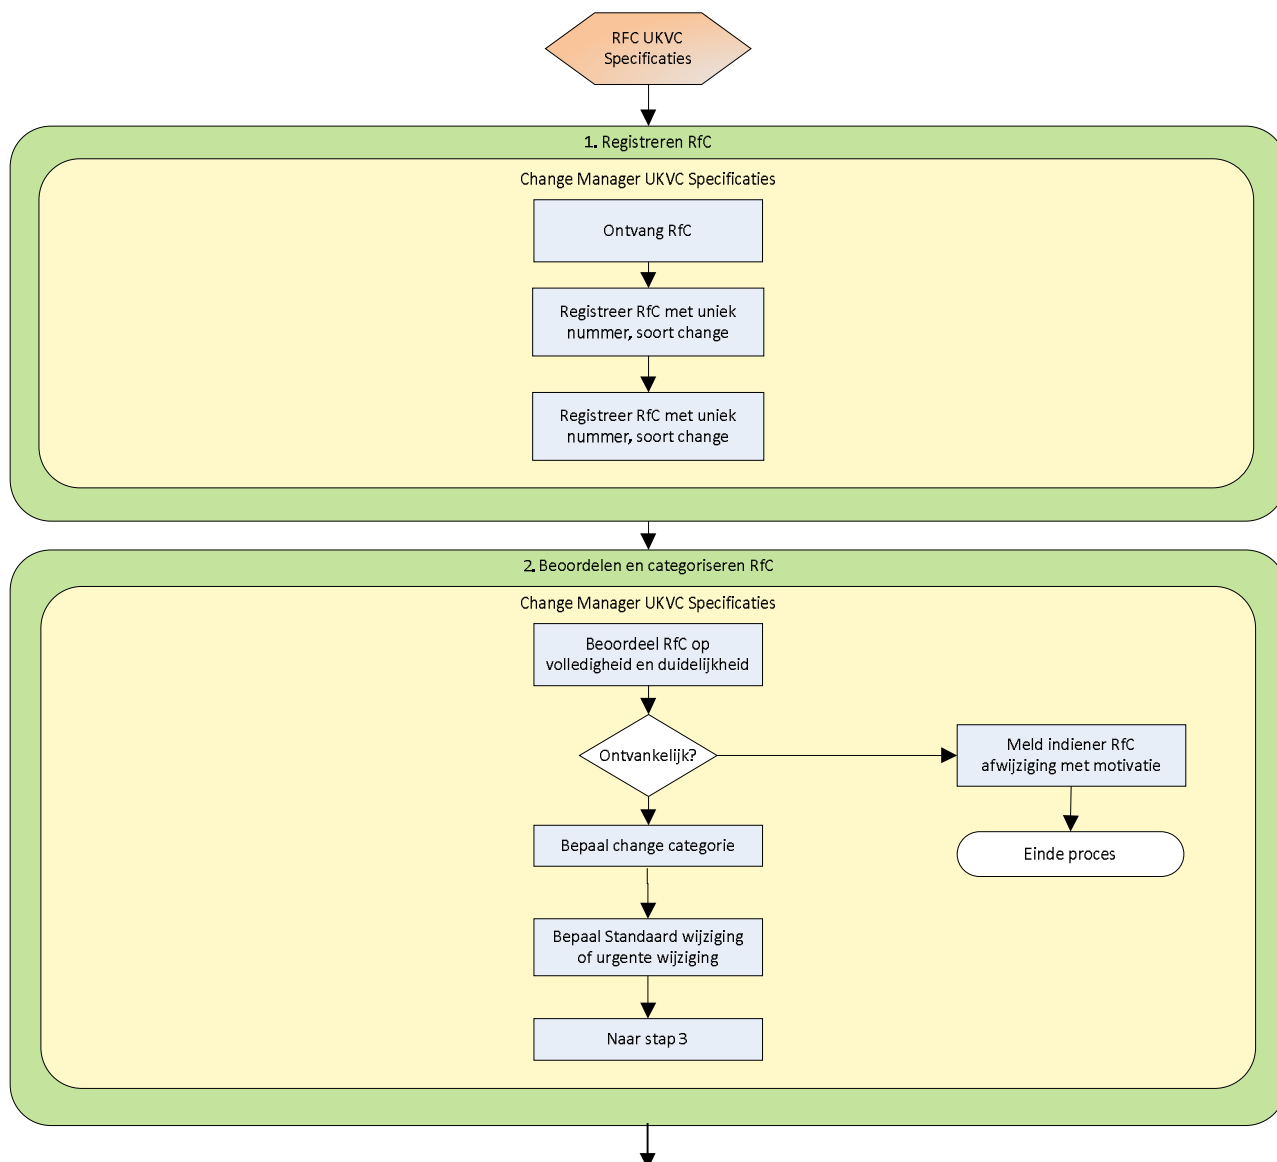 RFC UKVC
Specificaties
1. Registreren RfC
Change Manager UKVC Specificaties
Ontvang RfC
Registreer RfC met uniek
nummer, soort change
Registreer RfC met uniek
nummer, soort change
2. Beoordelen en categoriseren RfC
Change Manager UKVC Specificaties
Beoordeel RfC op
volledigheid en duidelijkheid
Ontvankelijk?
Meld indiener RfC
afwijziging met motivatie
Einde proces
Bepaal change categorie
Bepaal Standaard wijziging
of urgente wijziging
Naar stap 3